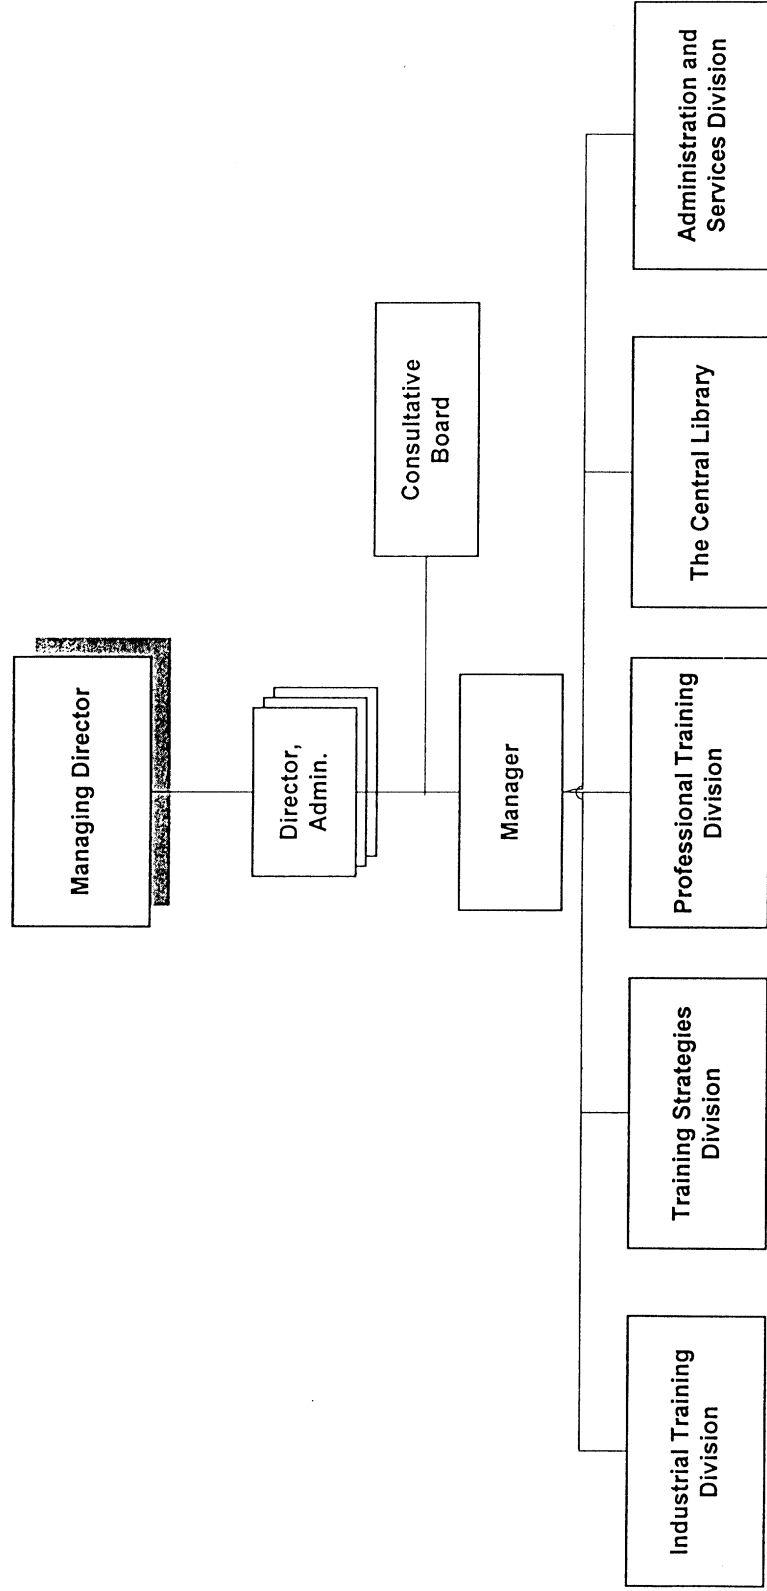 Managing Director
Director,
Admin.
Consultative
Board
Manager
Industrial Training
Division
Training Strategies
Division
Professional Training
Division
The Central Library
Administration and
Services Division